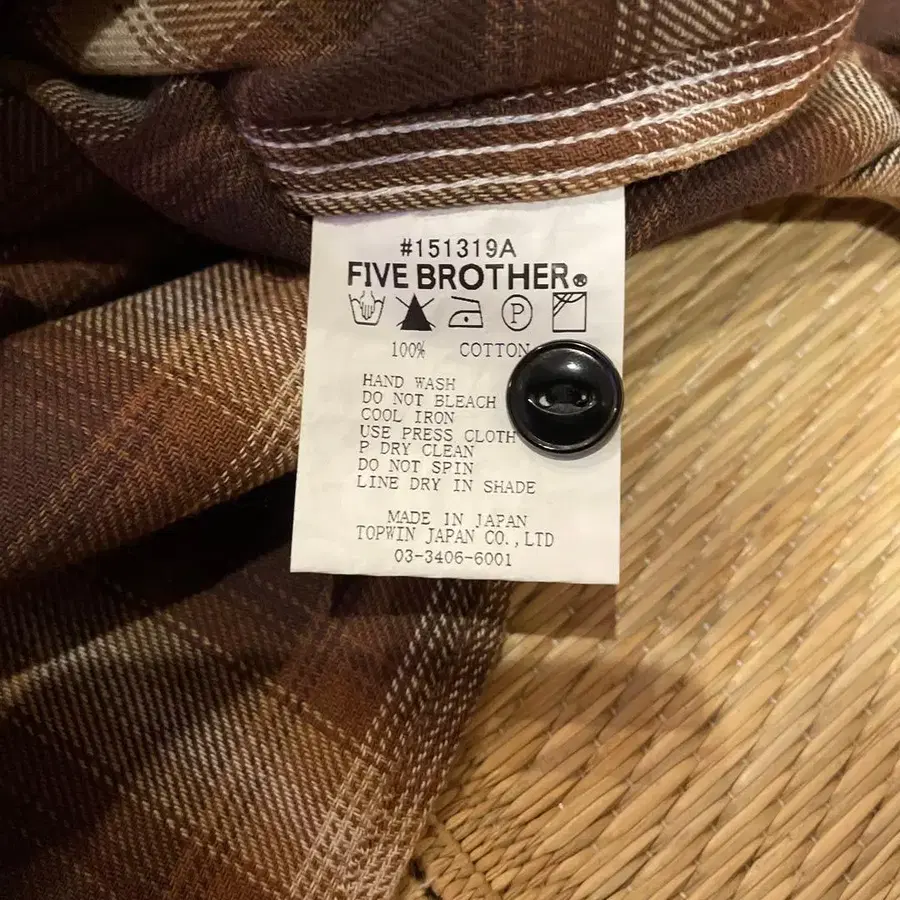 #151319A
FIVE BROTHER®
P
100% COTTON
HAND WASH
DO NOT BLEACH
COOL IRON
USE PRESS CLOTH
P DRY CLEAN
DO NOT SPIN
LINE DRY IN SHADE
MADE IN JAPAN
TOPWIN JAPAN CO.,LTD
03-3406-6001